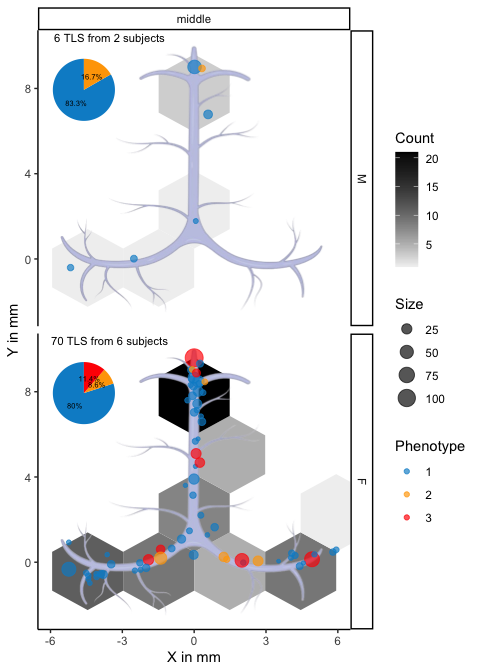 middle
6 TLS from 2 subjects
16.7%
83.3%
8
4
0
M
Y in mm
70 TLS from 6 subjects
11.4%
8.6%
80%
8
4
0
F
-6 -3 0 3 6
X in mm
Count
20
15
10
5
Size
25
50
75
100
Phenotype
1
2
3